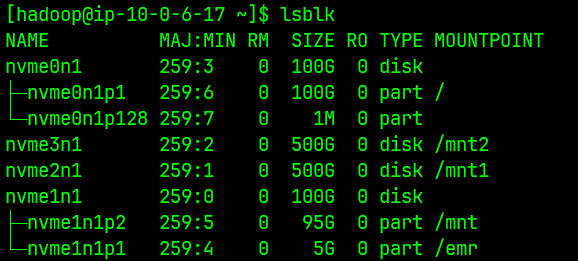 [hadoop@ip-10-0-6-17 ~]$ lsblk
NAME          MAJ:MIN RM   SIZE RO TYPE MOUNTPOINT
nvme0n1       259:3    0   100G  0 disk
├─nvme0n1p1   259:6    0   100G  0 part /
└─nvme0n1p128 259:7    0     1M  0 part
nvme3n1       259:2    0   500G  0 disk /mnt2
nvme2n1       259:1    0   500G  0 disk /mnt1
nvme1n1       259:0    0   100G  0 disk
├─nvme1n1p2   259:5    0    95G  0 part /mnt
└─nvme1n1p1   259:4    0     5G  0 part /emr